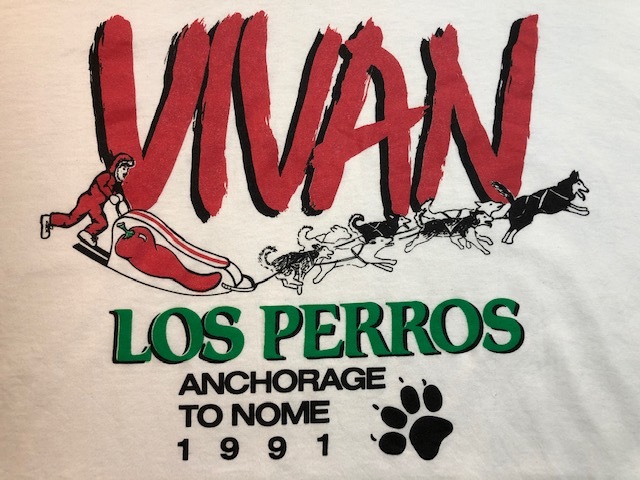 VIVAN
LOS PERROS
ANCHORAGE
TO NOME
1991